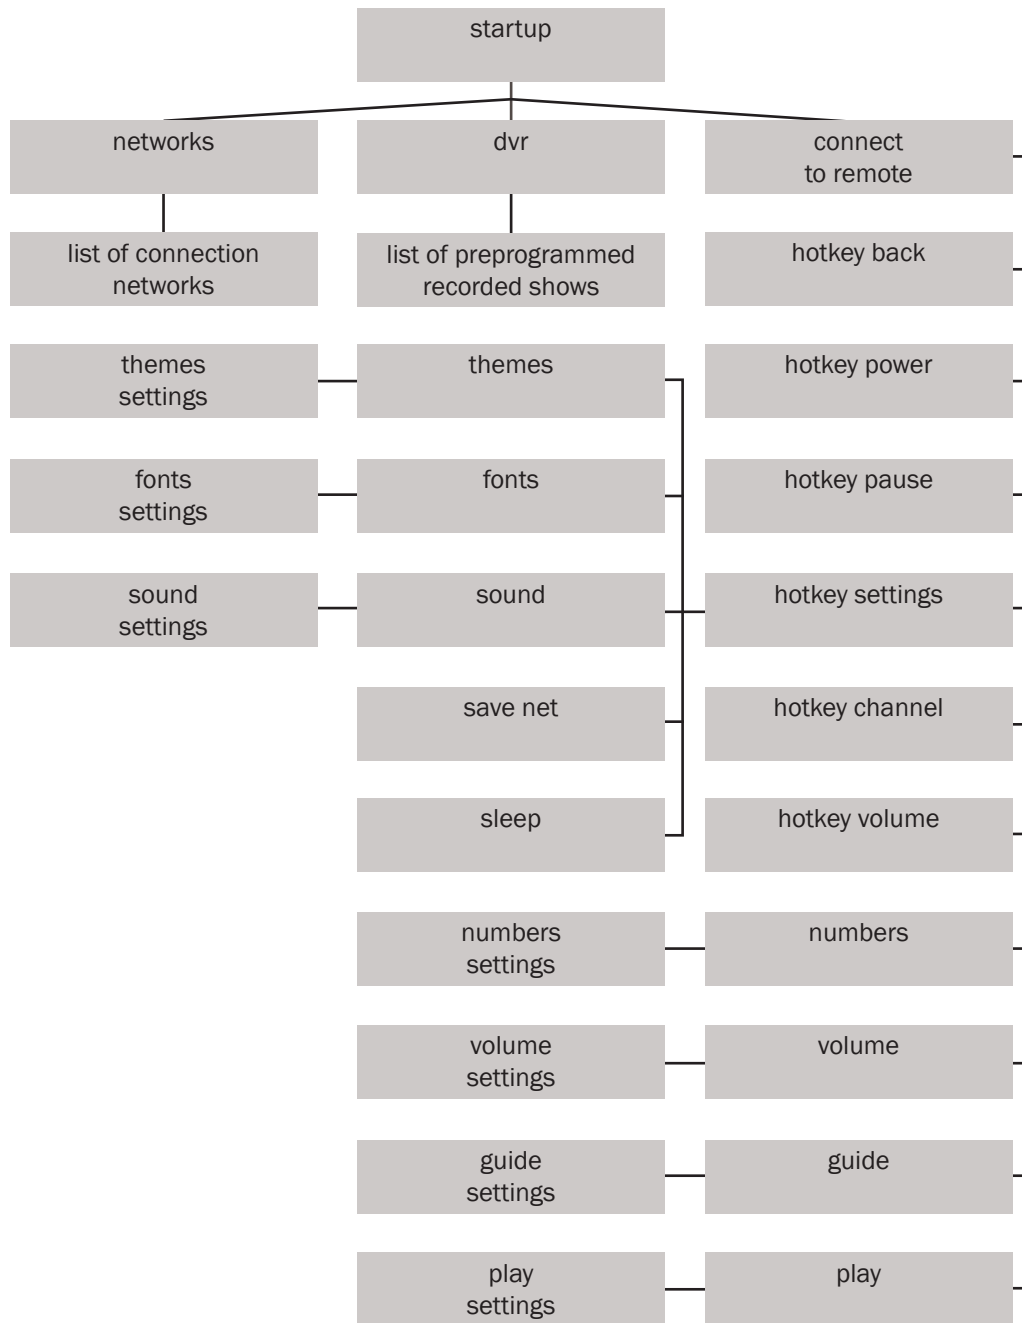 startup
networks
dvr
connect
to remote
list of connection
networks
list of preprogrammed
recorded shows
hotkey back
themes
settings
themes
hotkey power
fonts
settings
fonts
hotkey pause
sound
settings
sound
hotkey settings
save net
hotkey channel
sleep
hotkey volume
numbers
settings
numbers
volume
settings
volume
guide
settings
guide
play
settings
play